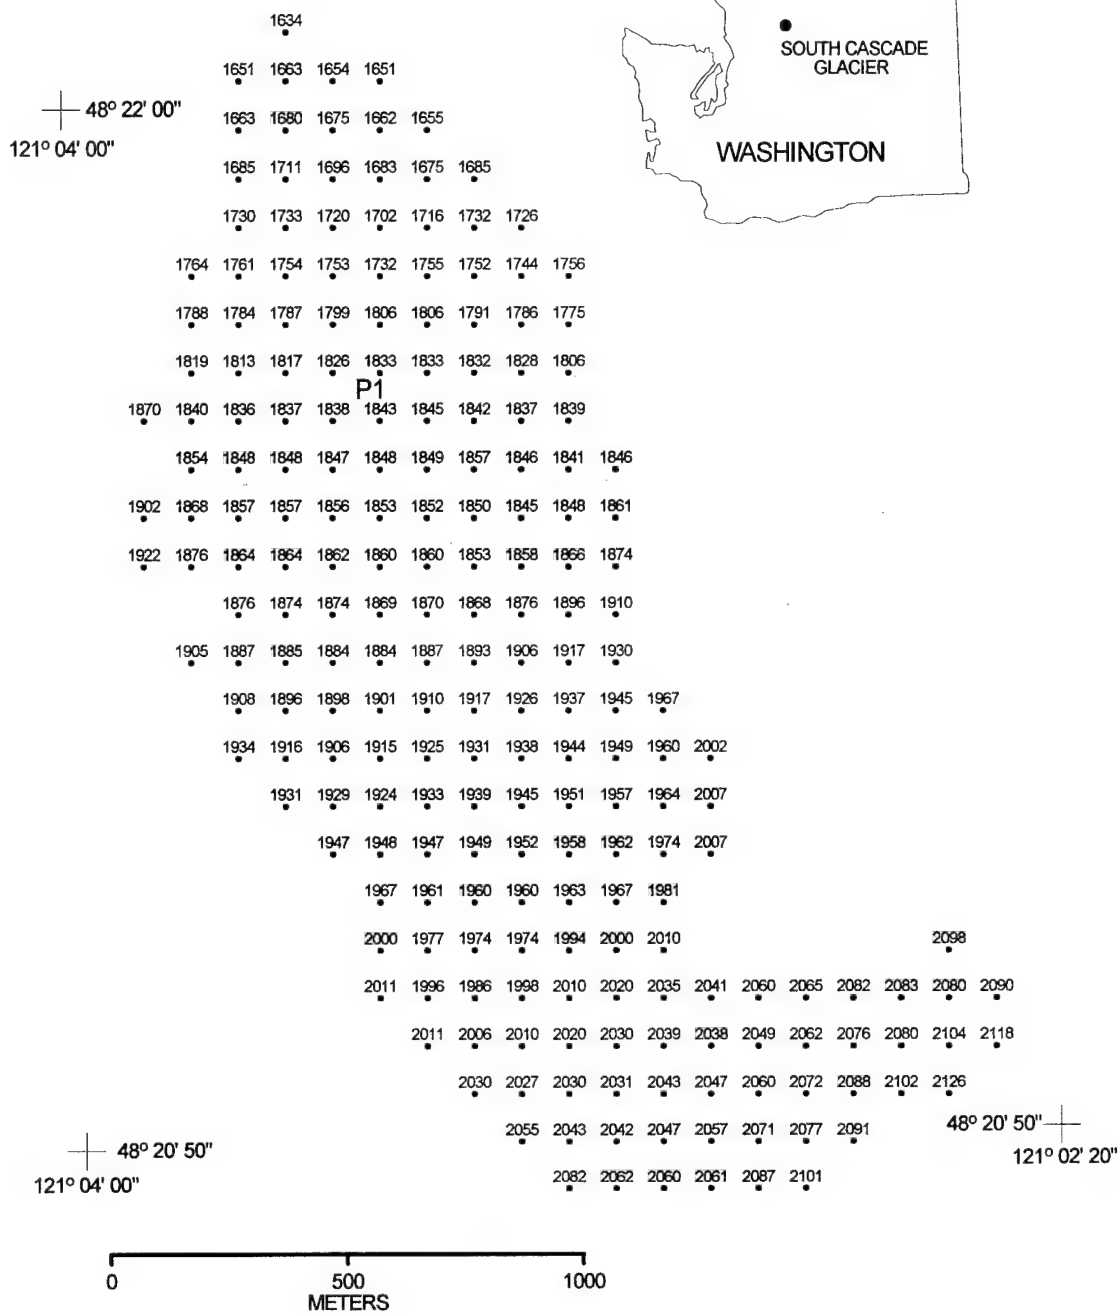 1634
SOUTH CASCADE
GLACIER
1651 1663 1654 1651
48° 22' 00"
1663 1680 1675 1662 1655
121° 04' 00"
WASHINGTON
1685 1711 1696 1683 1675 1685
1730 1733 1720 1702 1716 1732 1726
1764 1761 1754 1753 1732 1755 1752 1744 1756
1788 1784 1787 1799 1806 1806 1791 1786 1775
1819 1813 1817 1826 1833 1833 1832 1828 1806
P1
1870 1840 1836 1837 1838 1843 1845 1842 1837 1839
1854 1848 1848 1847 1848 1849 1857 1846 1841 1846
1902 1868 1857 1857 1856 1853 1852 1850 1845 1848 1861
1922 1876 1864 1864 1862 1860 1860 1853 1858 1866 1874
1876 1874 1874 1869 1870 1868 1876 1896 1910
1905 1887 1885 1884 1884 1887 1893 1906 1917 1930
1908 1896 1898 1901 1910 1917 1926 1937 1945 1967
1934 1916 1906 1915 1925 1931 1938 1944 1949 1960 2002
1931 1929 1924 1933 1939 1945 1951 1957 1964 2007
1947 1948 1947 1949 1952 1958 1962 1974 2007
1967 1961 1960 1960 1963 1967 1981
2000 1977 1974 1974 1994 2000 2010 2098
2011 1996 1986 1998 2010 2020 2035 2041 2060 2065 2082 2083 2080 2090
2011 2006 2010 2020 2030 2039 2038 2049 2062 2076 2080 2104 2118
2030 2027 2030 2031 2043 2047 2060 2072 2088 2102 2126
2055 2043 2042 2047 2057 2071 2077 2091
48° 20' 50"
121° 02' 20"
48° 20' 50"
121° 04' 00"
2082 2062 2060 2061 2087 2101
0 500 1000
METERS